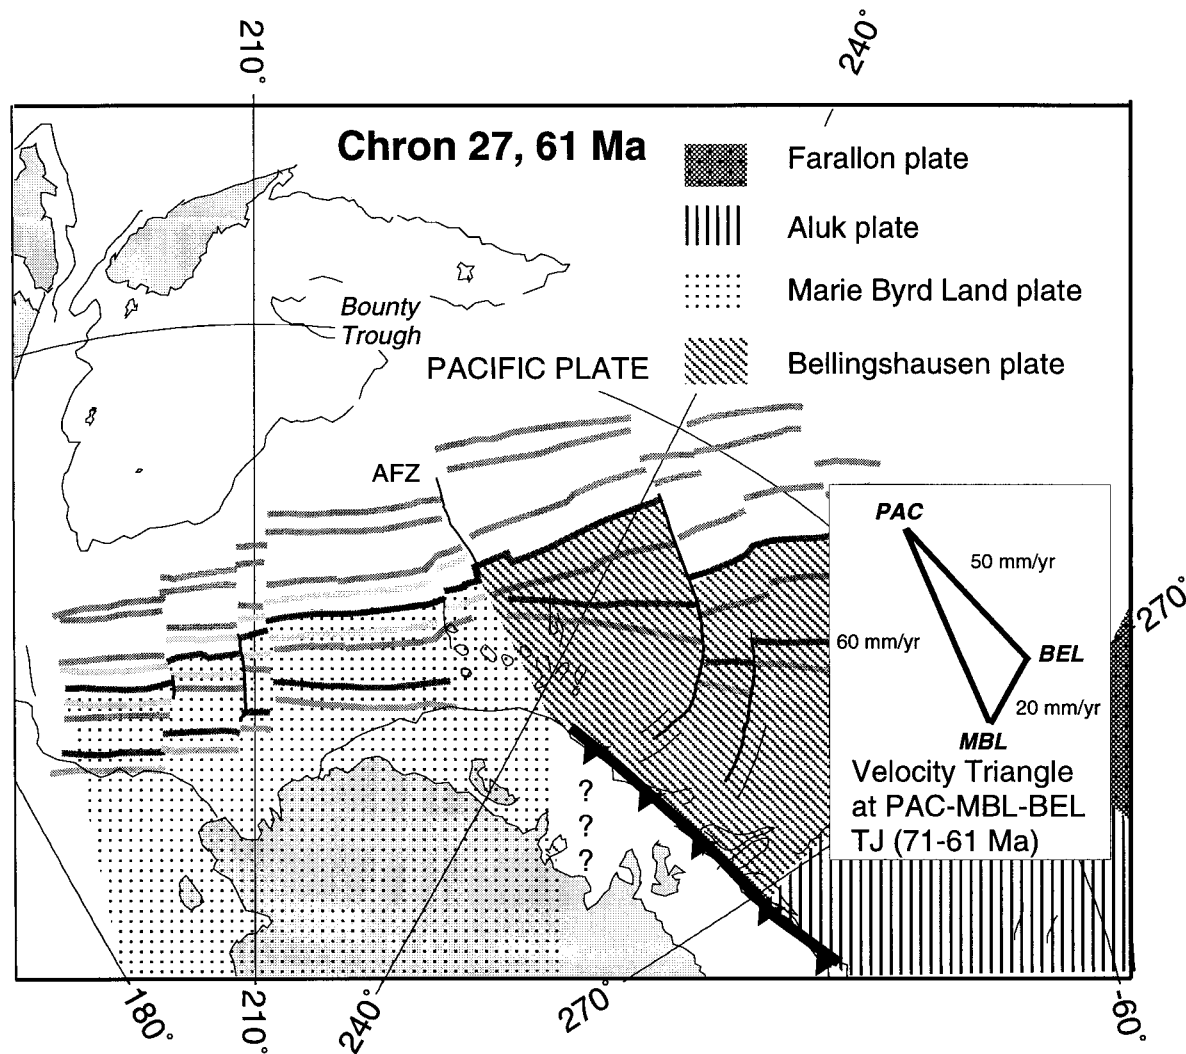 210°
240°
Chron 27, 61 Ma
Farallon plate
Aluk plate
Marie Byrd Land plate
Bellingshausen plate
Bounty
Trough
PACIFIC PLATE
AFZ
PAC
50 mm/yr
60 mm/yr
BEL
20 mm/yr
MBL
Velocity Triangle
at PAC-MBL-BEL
TJ (71-61 Ma)
270°
?
?
?
180°
210°
240°
270°
-60°